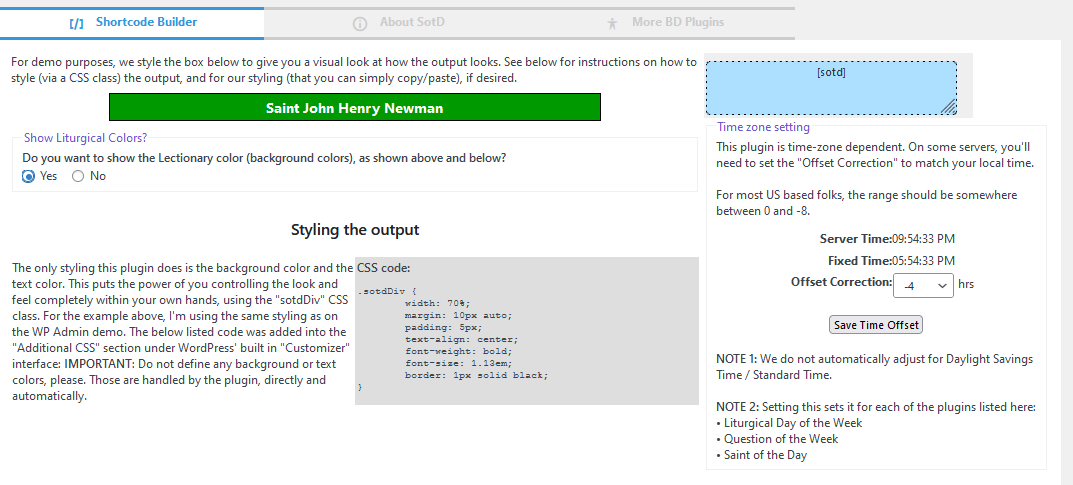 [/] Shortcode Builder
About SotD
More BD Plugins
For demo purposes, we style the box below to give you a visual look at how the output looks. See below for instructions on how to
style (via a CSS class) the output, and for our styling (that you can simply copy/paste), if desired.
Saint John Henry Newman
Show Liturgical Colors?
Do you want to show the Lectionary color (background colors), as shown above and below?
Yes No
Styling the output
The only styling this plugin does is the background color and the
text color. This puts the power of you controlling the look and
feel completely within your own hands, using the "sotdDiv" CSS
class. For the example above, I'm using the same styling as on
the WP Admin demo. The below listed code was added into the
"Additional CSS" section under WordPress' built in "Customizer"
interface: IMPORTANT: Do not define any background or text
colors, please. Those are handled by the plugin, directly and
automatically.
CSS code:
.sotdDiv {
width: 70%;
margin: 10px auto;
padding: 5px;
text-align: center;
font-weight: bold;
font-size: 1.13em;
border: 1px solid black;
}
[sotd]
Time zone setting
This plugin is time-zone dependent. On some servers, you'll
need to set the "Offset Correction" to match your local time.
For most US based folks, the range should be somewhere
between 0 and -8.
Server Time:09:54:33 PM
Fixed Time:05:54:33 PM
Offset Correction: -4 hrs
Save Time Offset
NOTE 1: We do not automatically adjust for Daylight Savings
Time / Standard Time.
NOTE 2: Setting this sets it for each of the plugins listed here:
• Liturgical Day of the Week
• Question of the Week
• Saint of the Day